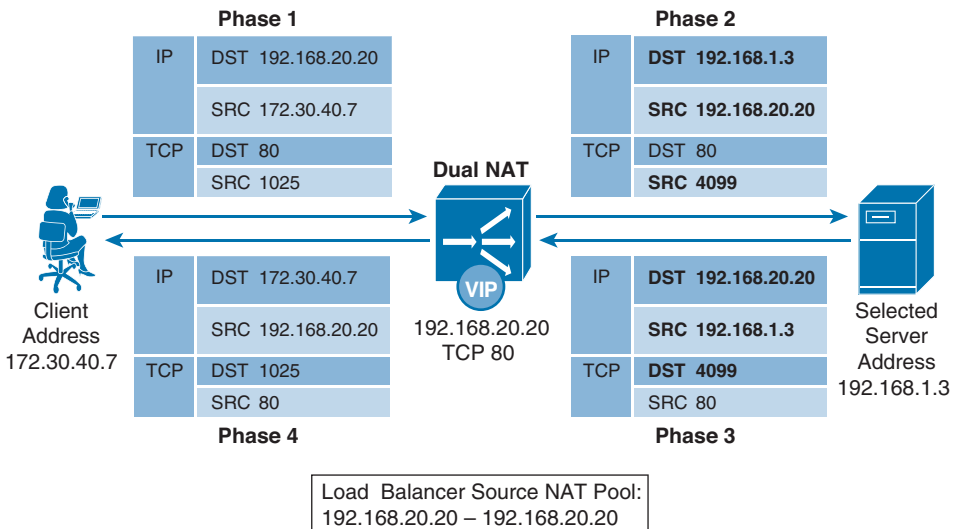 Phase 1
Phase 2
IP DST 192.168.20.20
SRC 172.30.40.7
TCP DST 80
SRC 1025
IP DST 192.168.1.3
SRC 192.168.20.20
TCP DST 80
SRC 4099
Dual NAT
VIP
192.168.20.20
TCP 80
Client
Address
172.30.40.7
Selected
Server
Address
192.168.1.3
IP DST 172.30.40.7
SRC 192.168.20.20
TCP DST 1025
SRC 80
IP DST 192.168.20.20
SRC 192.168.1.3
TCP DST 4099
SRC 80
Phase 4
Phase 3
Load Balancer Source NAT Pool:
192.168.20.20 – 192.168.20.20